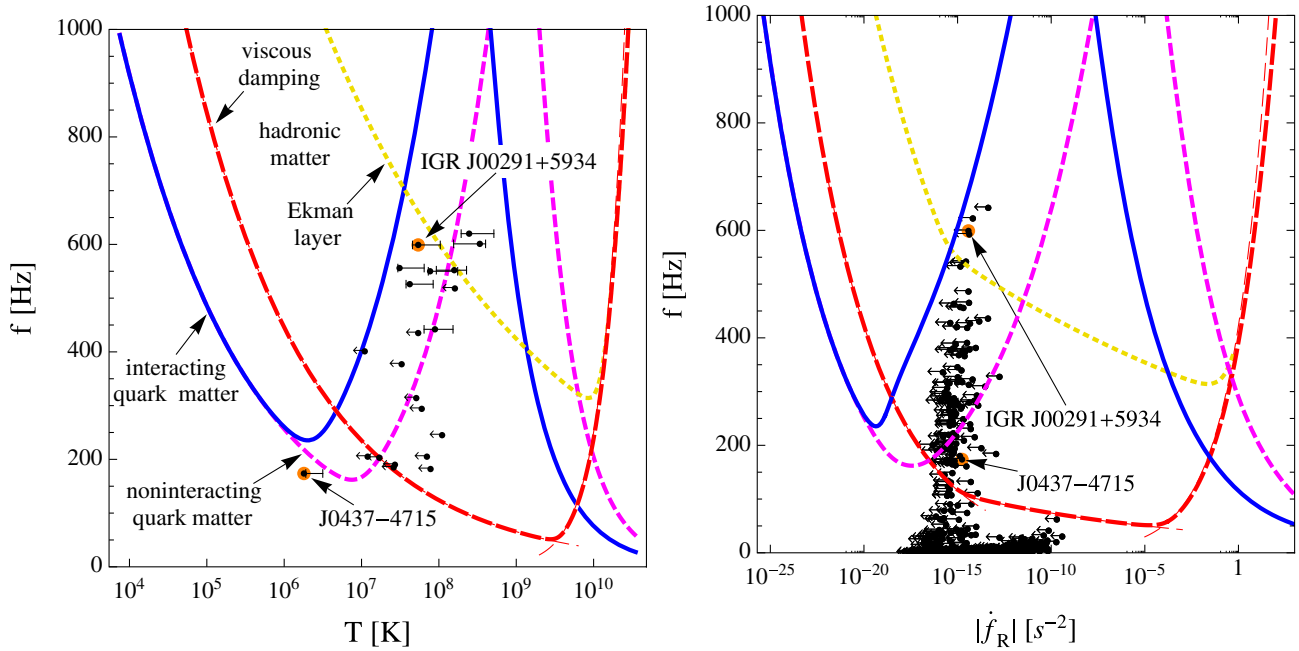 1000
800
600
400
200
0
f [Hz]
viscous
damping
hadronic
matter
IGR J00291+5934
Ekman
layer
interacting
quark matter
noninteracting
quark matter
J0437−4715
10^4
10^5
10^6
10^7
10^8
10^9
10^10
T [K]
1000
800
600
400
200
0
f [Hz]
IGR J00291+5934
J0437−4715
10^−25
10^−20
10^−15
10^−10
10^−5
1
|ḟ_R| [s^−2]